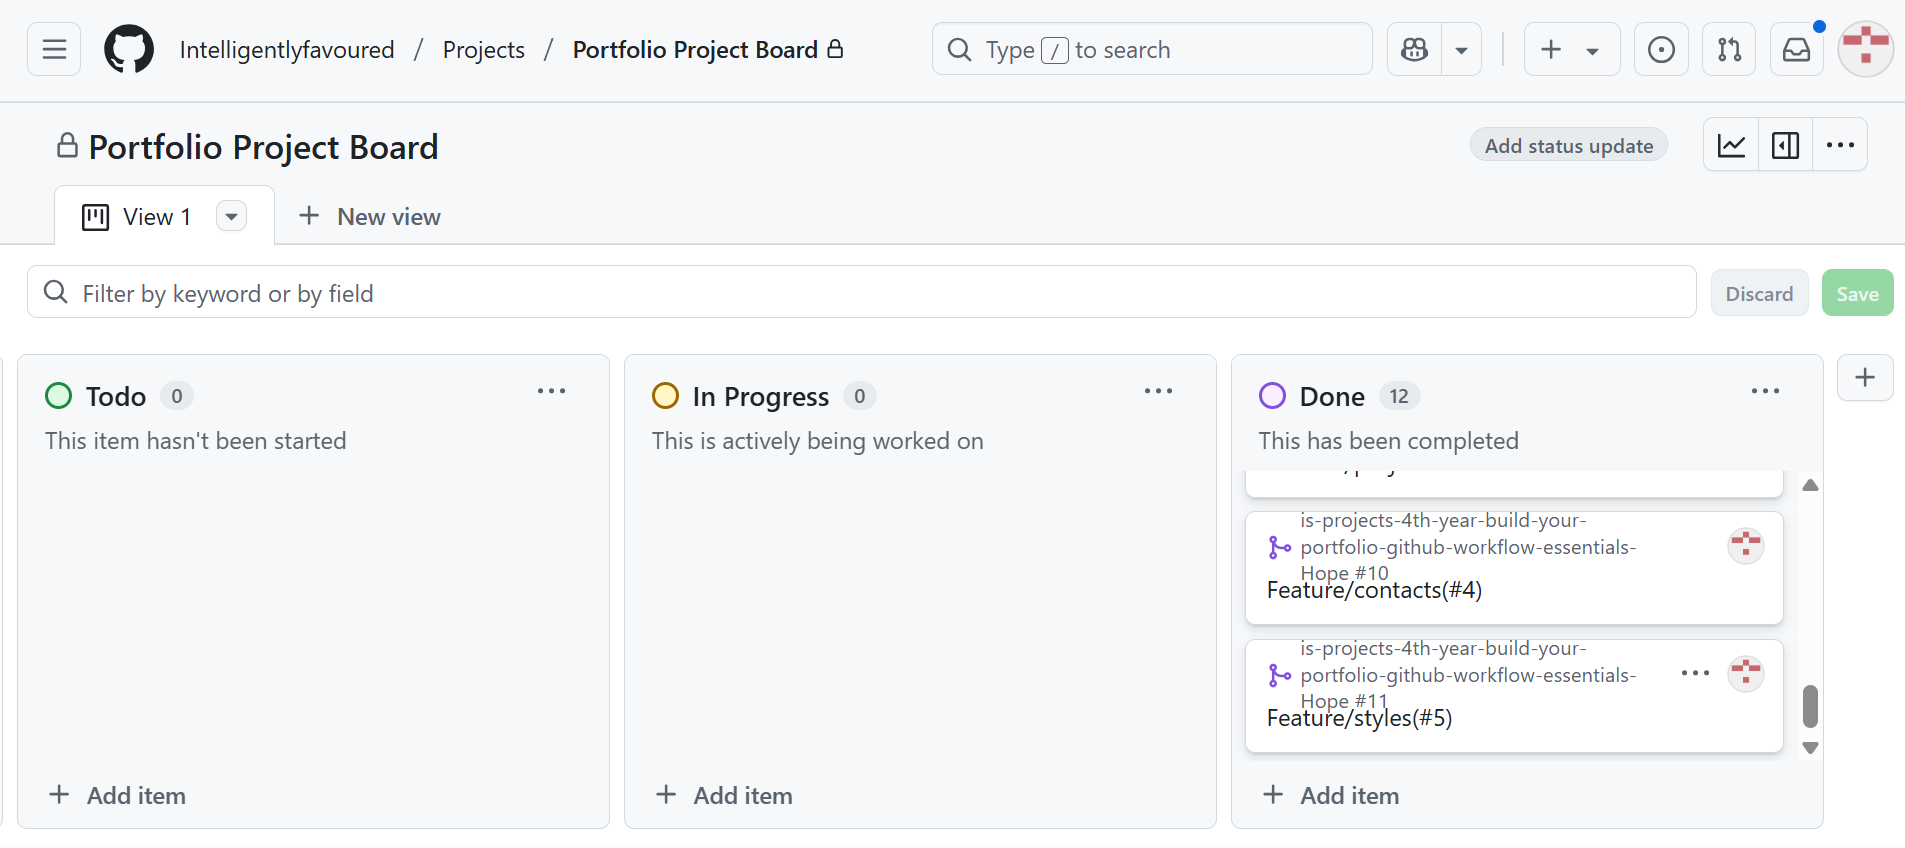 Intelligentlyfavoured / Projects / Portfolio Project Board
Type / to search
Portfolio Project Board
Add status update
View 1
New view
Filter by keyword or by field
Discard
Save
Todo 0
This item hasn't been started
Add item
In Progress 0
This is actively being worked on
Add item
Done 12
This has been completed
is-projects-4th-year-build-your-
portfolio-github-workflow-essentials-
Hope #10
Feature/contacts(#4)
is-projects-4th-year-build-your-
portfolio-github-workflow-essentials-
Hope #11
Feature/styles(#5)
Add item